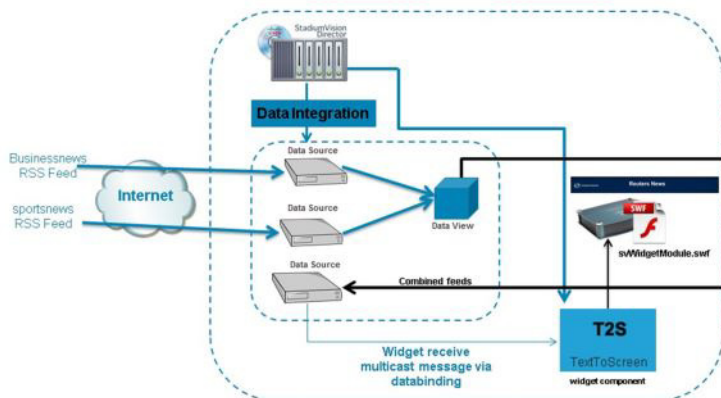 StadiumVision
Director
Data Integration
Data Source
Businessnews
RSS Feed
Internet
Data Source
Data View
sportsnews
RSS Feed
Data Source
Combined feeds
Routers News
SWF
svWidgetModule.swf
Widget receive
multicast message via
databinding
T2S
TextToScreen
widget component